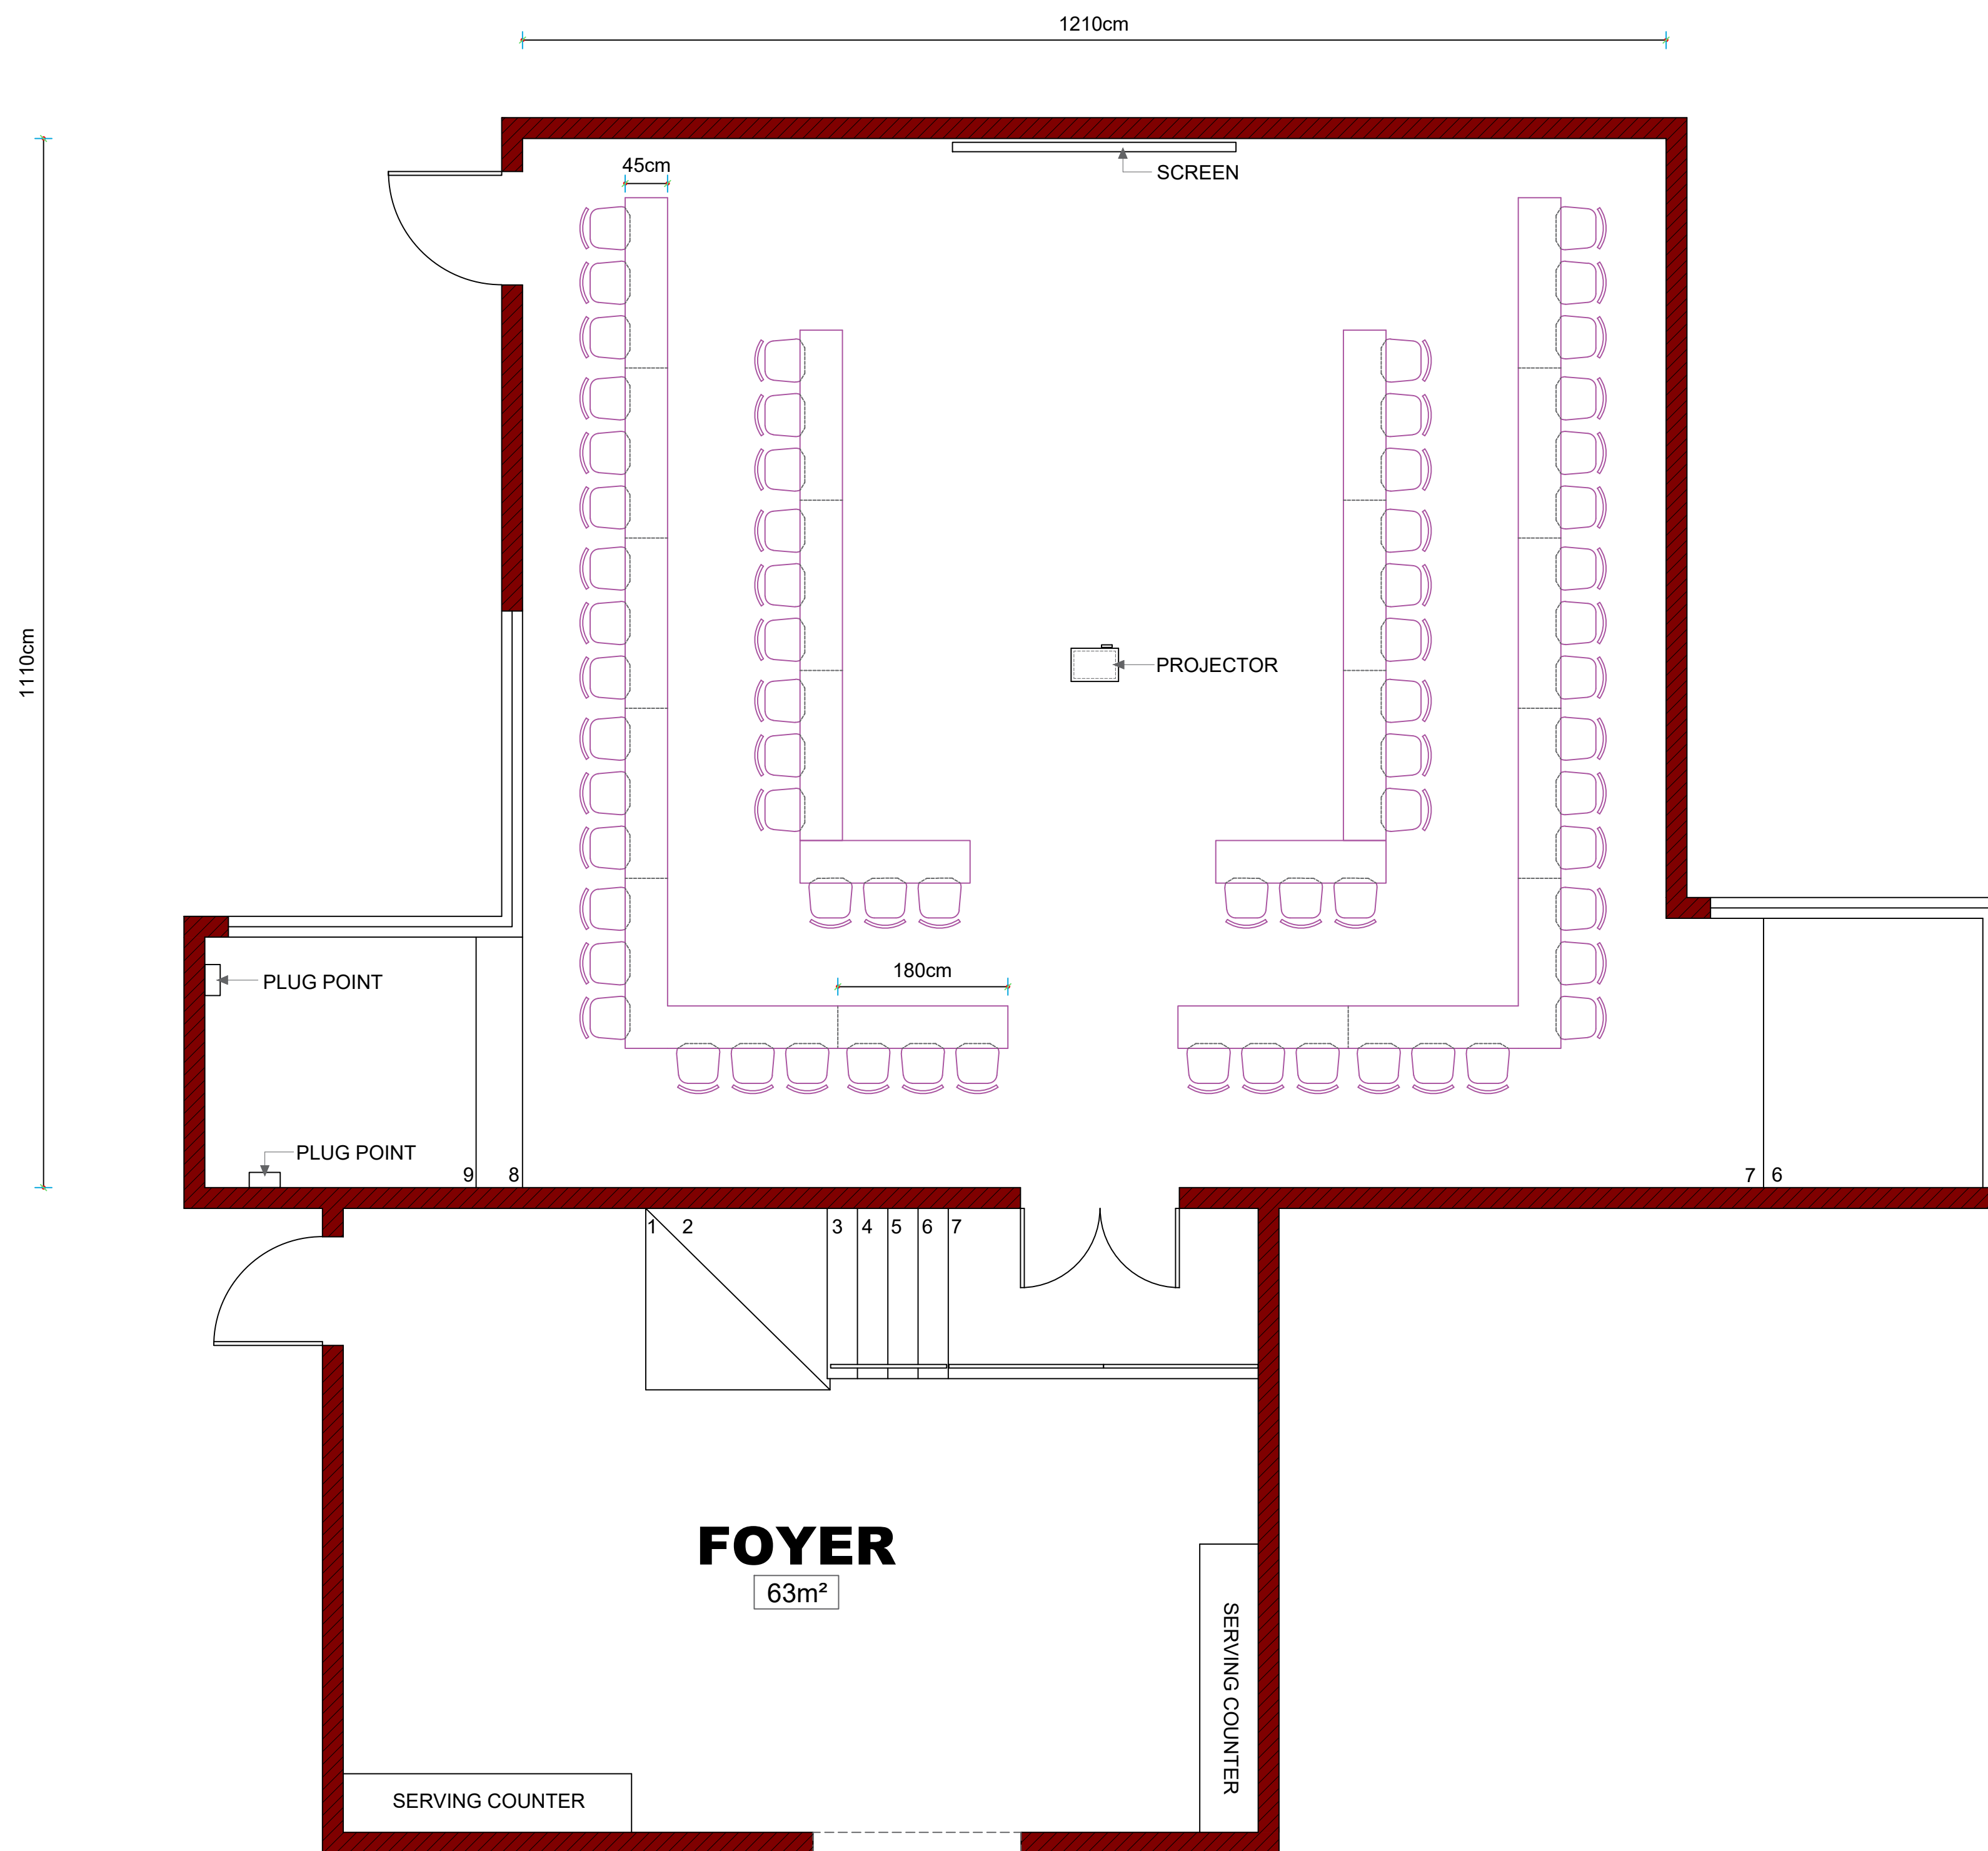 1210cm
45cm
SCREEN
1110cm
PROJECTOR
180cm
PLUG POINT
PLUG POINT
9 8
7 6
1 2 3 4 5 6 7
FOYER
63m²
SERVING COUNTER
SERVING COUNTER